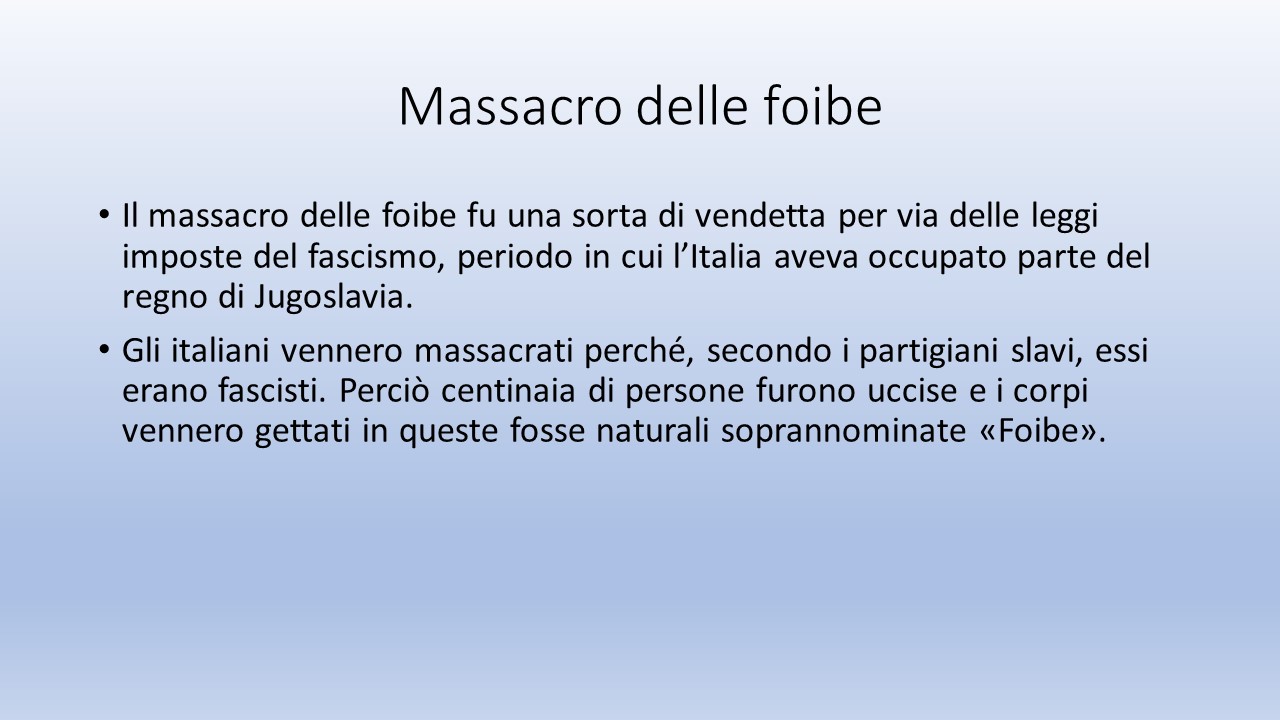 Massacro delle foibe
• Il massacro delle foibe fu una sorta di vendetta per via delle leggi
imposte del fascismo, periodo in cui l’Italia aveva occupato parte del
regno di Jugoslavia.
• Gli italiani vennero massacrati perché, secondo i partigiani slavi, essi
erano fascisti. Perciò centinaia di persone furono uccise e i corpi
vennero gettati in queste fosse naturali soprannominate «Foibe».